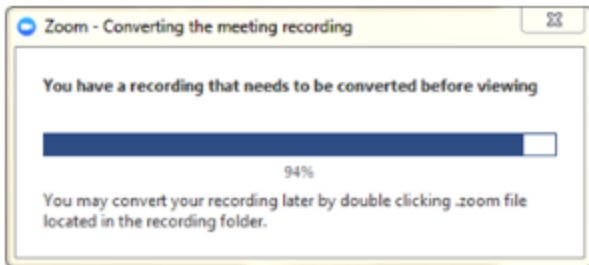 Zoom - Converting the meeting recording
You have a recording that needs to be converted before viewing
94%
You may convert your recording later by double clicking .zoom file
located in the recording folder.